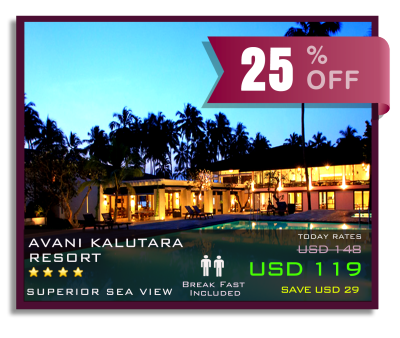 25 % OFF
AVANI KALUTARA
RESORT
SUPERIOR SEA VIEW
Break Fast
Included
TODAY RATES
USD 148
USD 119
SAVE USD 29